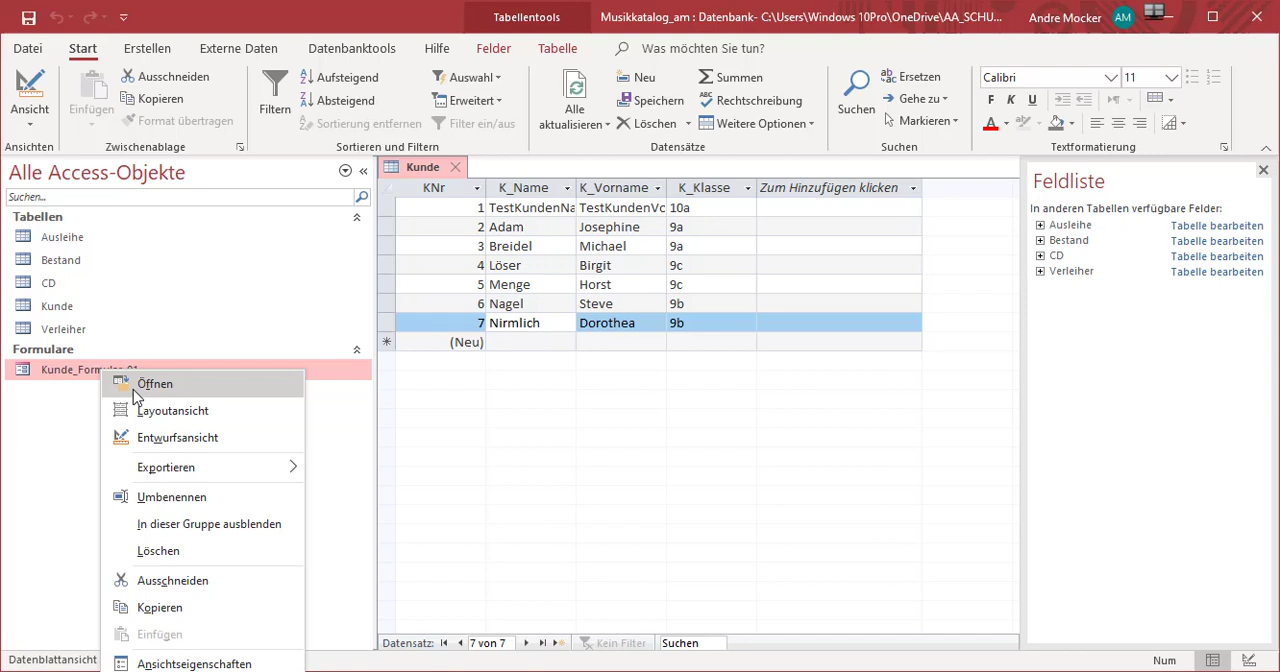 Tabellentools
Musikkatalog_am : Datenbank- C:\Users\Windows 10Pro\OneDrive\AA_SCHU...
Andre Mocker
AM
Datei
Start
Erstellen
Externe Daten
Datenbanktools
Hilfe
Felder
Tabelle
Was möchten Sie tun?
Ansicht
Ansichten
Einfügen
Ausschneiden
Kopieren
Format übertragen
Zwischenablage
Filtern
Aufsteigend
Absteigend
Sortierung entfernen
Auswahl
Erweitert
Filter ein/aus
Sortieren und Filtern
Alle
aktualisieren
Neu
Speichern
Löschen
Summen
Rechtschreibung
Weitere Optionen
Datensätze
Suchen
Ersetzen
Gehe zu
Markieren
Suchen
Calibri
11
F K U
Textformatierung
Alle Access-Objekte
Suchen...
Tabellen
Ausleihe
Bestand
CD
Kunde
Verleiher
Formulare
Öffnen
Layoutansicht
Entwurfsansicht
Exportieren
Umbenennen
In dieser Gruppe ausblenden
Löschen
Ausschneiden
Kopieren
Einfügen
Ansichtseigenschaften
Kunde
KNr K_Name K_Vorname K_Klasse Zum Hinzufügen klicken
1 TestKundenNa TestKundenVo 10a
2 Adam Josephine 9a
3 Breidel Michael 9a
4 Löser Birgit 9c
5 Menge Horst 9c
6 Nagel Steve 9b
7 Nirmlich Dorothea 9b
* (Neu)
Datensatz: 7 von 7 Kein Filter Suchen
Feldliste
In anderen Tabellen verfügbare Felder:
Ausleihe Tabelle bearbeiten
Bestand Tabelle bearbeiten
CD Tabelle bearbeiten
Verleiher Tabelle bearbeiten
Datenblattansicht
Num